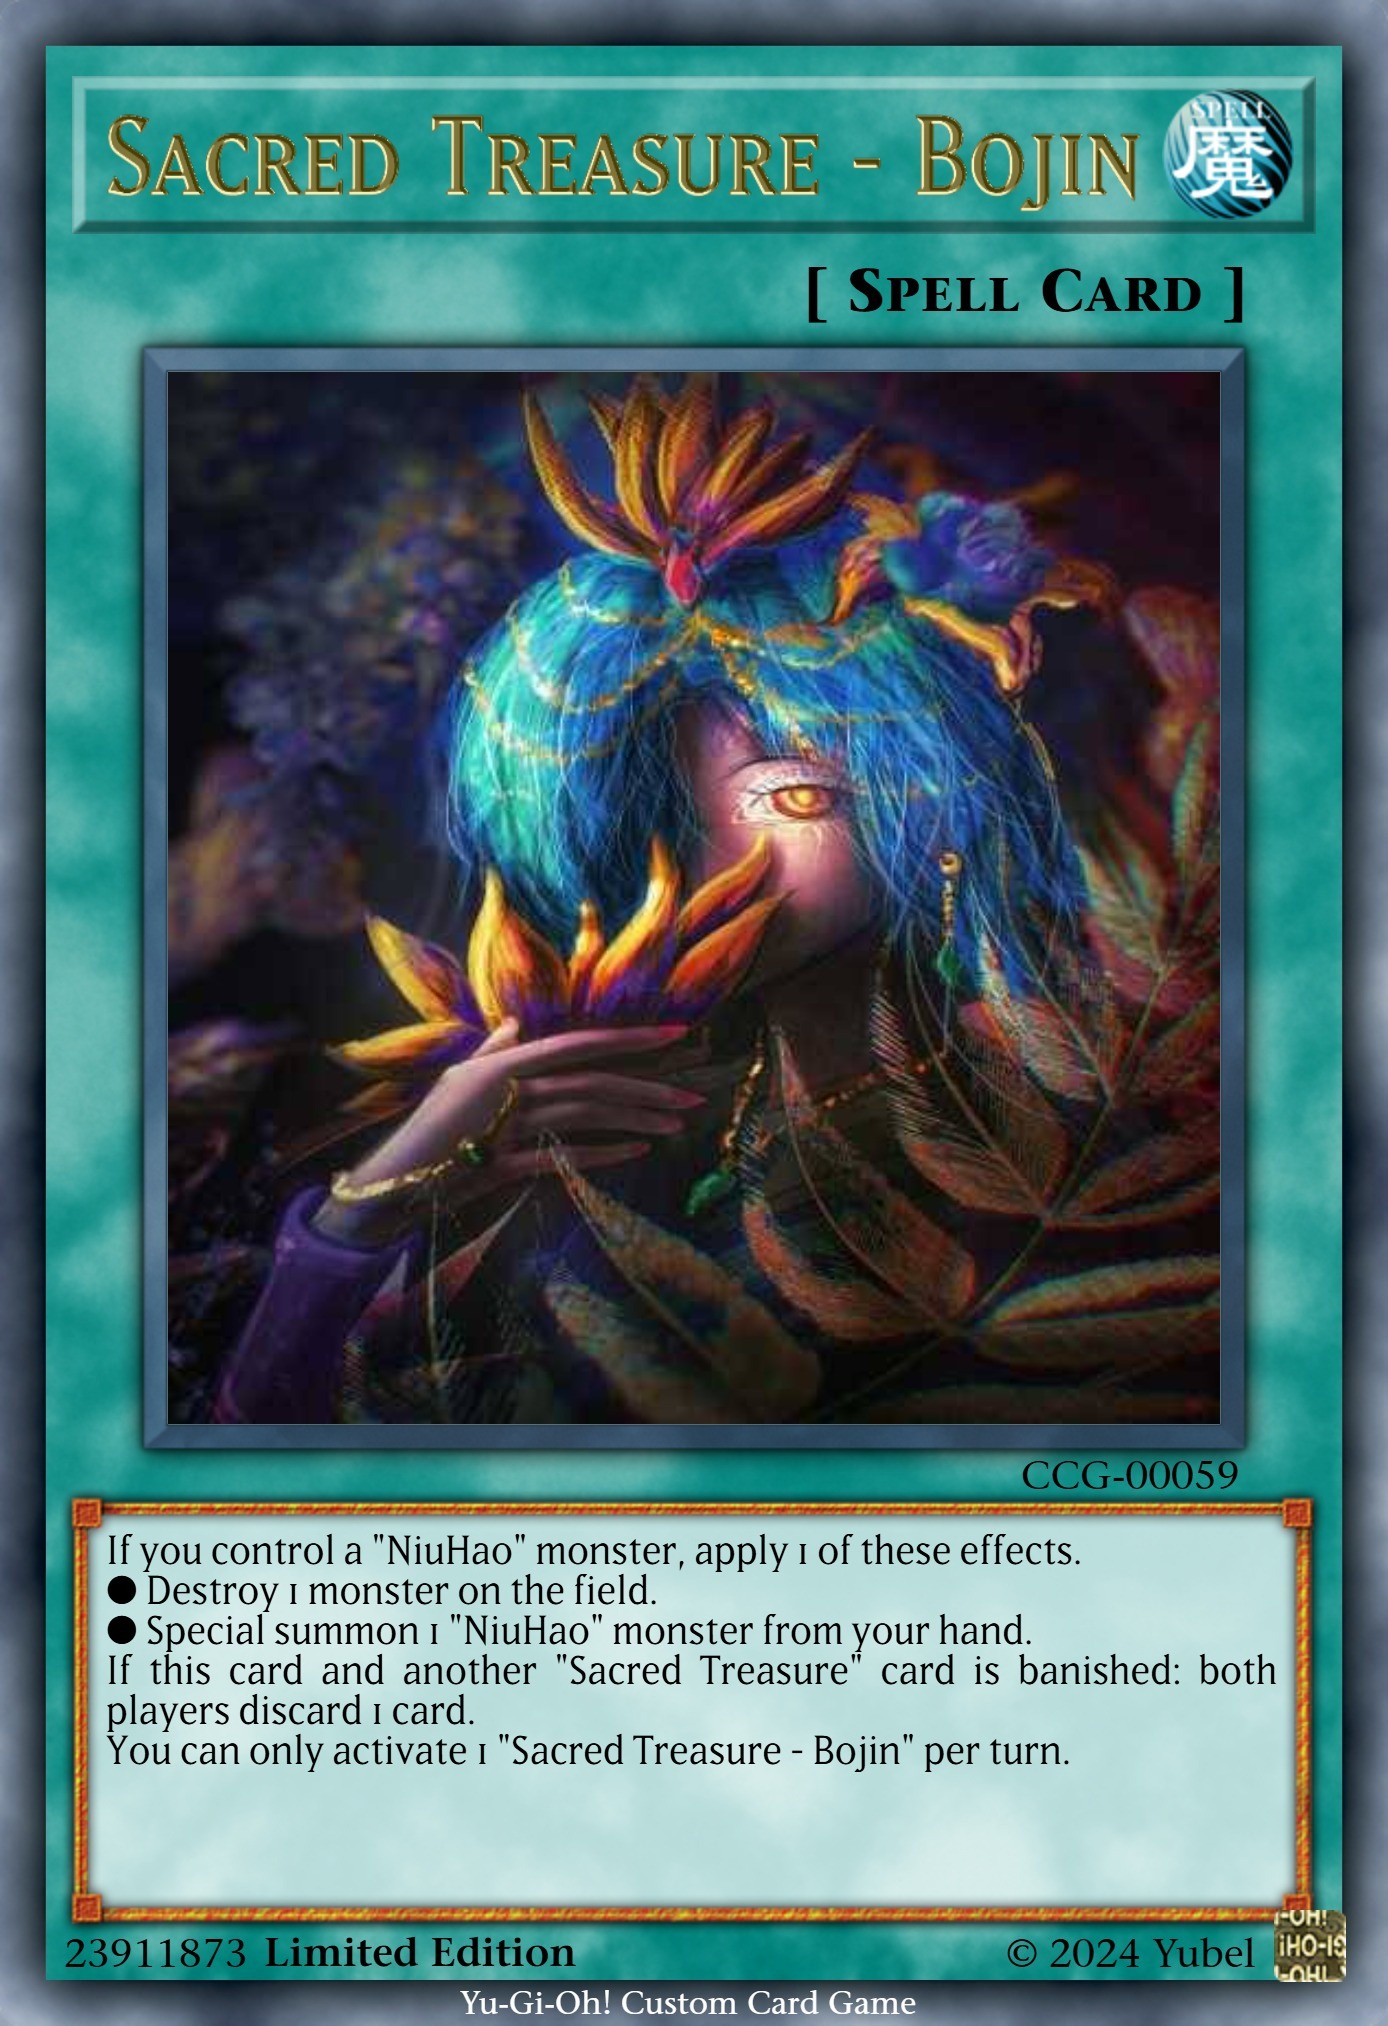 Sacred Treasure - Bojin
SPELL
魔
[ Spell Card ]
CCG-00059
If you control a "NiuHao" monster, apply 1 of these effects.
● Destroy 1 monster on the field.
● Special summon 1 "NiuHao" monster from your hand.
If this card and another "Sacred Treasure" card is banished: both
players discard 1 card.
You can only activate 1 "Sacred Treasure - Bojin" per turn.
23911873 Limited Edition
© 2024 Yubel
Yu-Gi-Oh! Custom Card Game